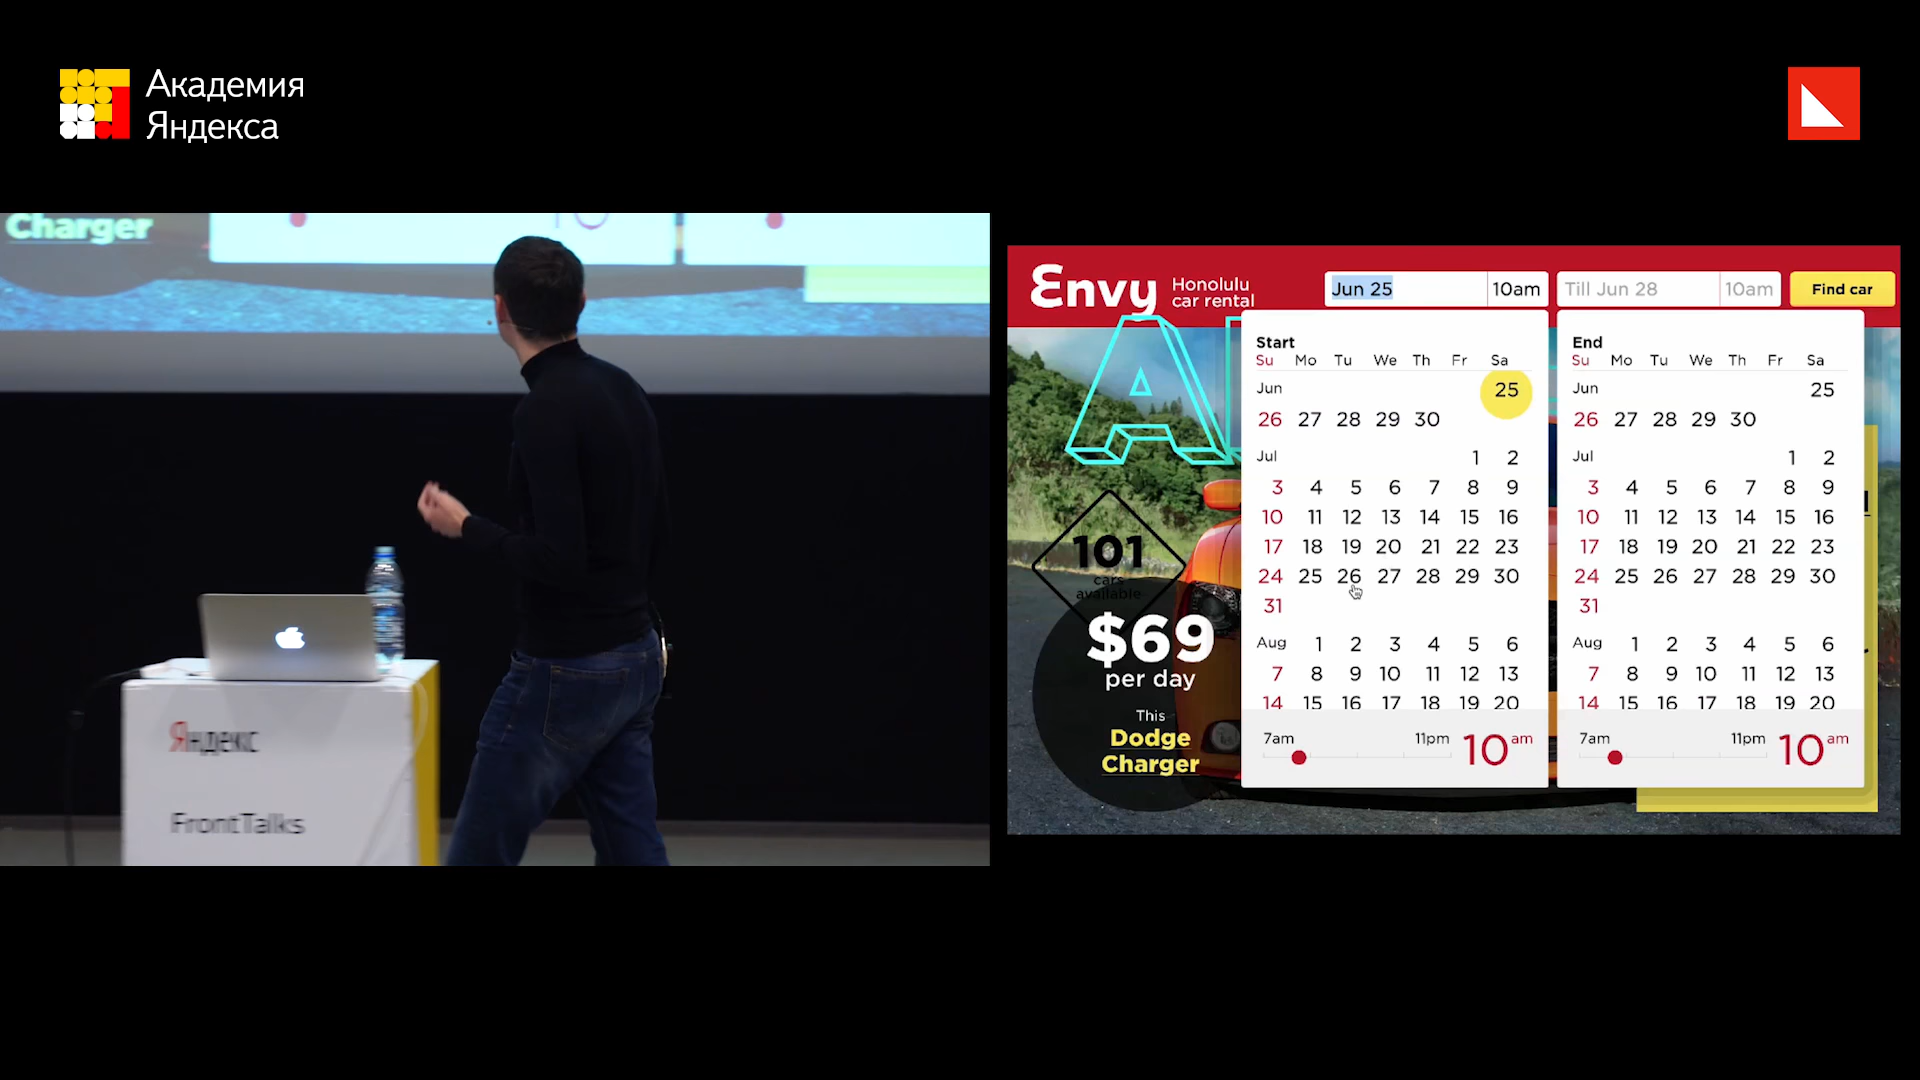 Академия
Яндекса
Charger
10
Яндекс
FrontTalks
Envy
Honolulu
car rental
Jun 25
10am
Till Jun 28
10am
Find car
A
101
cars
available
$69
per day
This
Dodge
Charger
Start
Su Mo Tu We Th Fr Sa
Jun 25
26 27 28 29 30
Jul 1 2
3 4 5 6 7 8 9
10 11 12 13 14 15 16
17 18 19 20 21 22 23
24 25 26 27 28 29 30
31
Aug 1 2 3 4 5 6
7 8 9 10 11 12 13
14 15 16 17 18 19 20
7am 11pm 10 am
End
Su Mo Tu We Th Fr Sa
Jun 25
26 27 28 29 30
Jul 1 2
3 4 5 6 7 8 9
10 11 12 13 14 15 16
17 18 19 20 21 22 23
24 25 26 27 28 29 30
31
Aug 1 2 3 4 5 6
7 8 9 10 11 12 13
14 15 16 17 18 19 20
7am 11pm 10 am